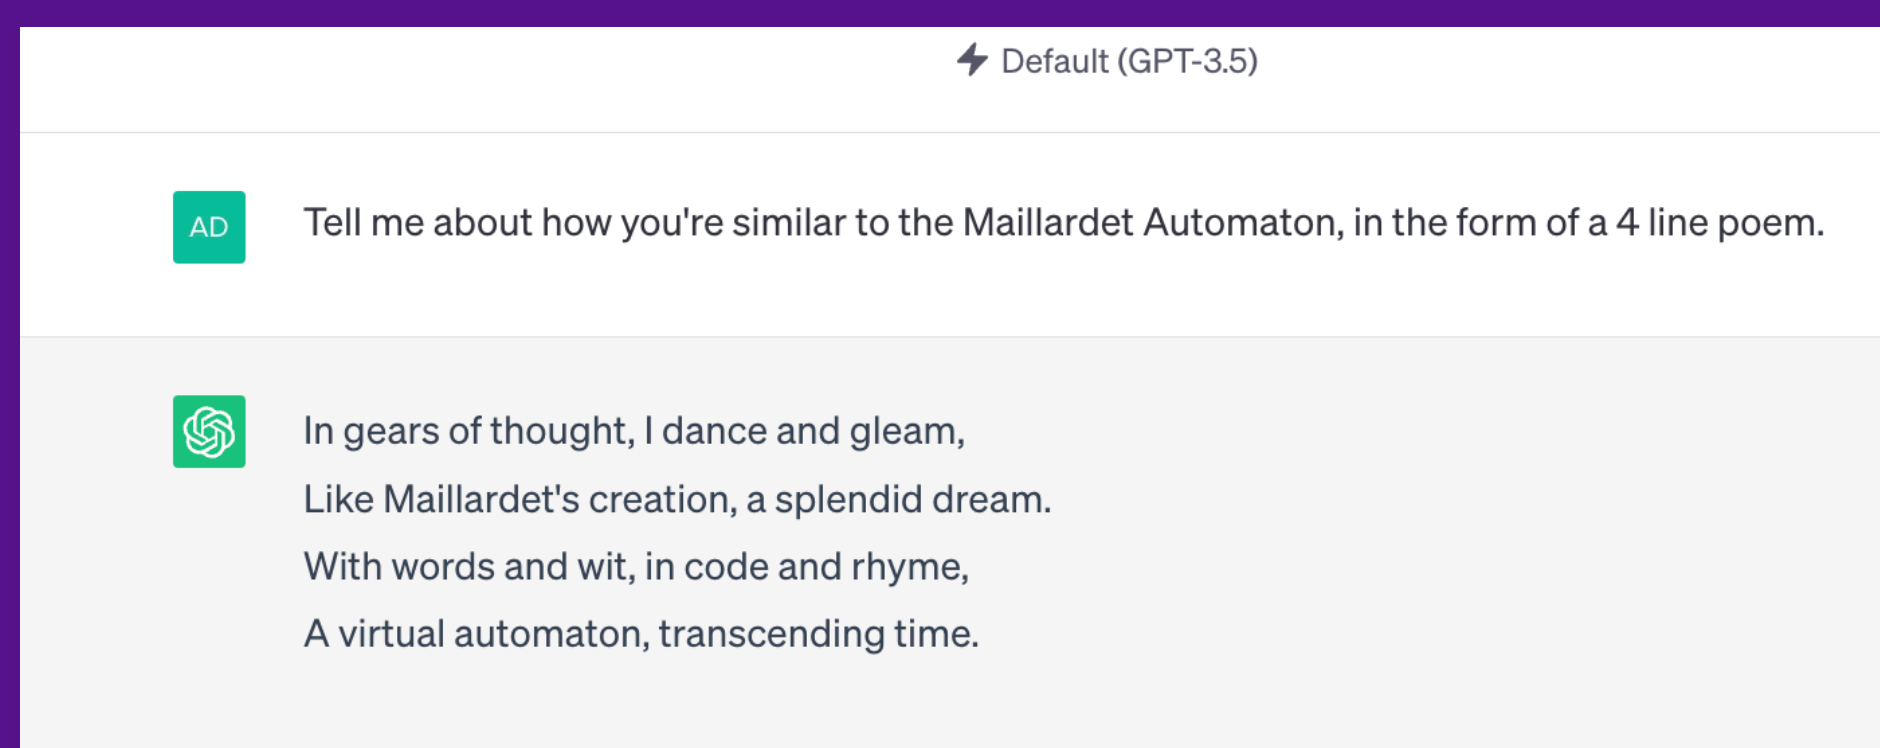 Default (GPT-3.5)
AD
Tell me about how you're similar to the Maillardet Automaton, in the form of a 4 line poem.
In gears of thought, I dance and gleam,
Like Maillardet's creation, a splendid dream.
With words and wit, in code and rhyme,
A virtual automaton, transcending time.